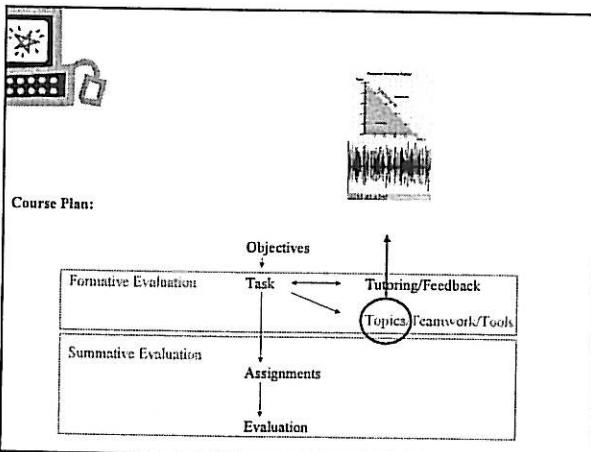 Course Plan:
Objectives
Formative Evaluation Task Tutoring/Feedback
Topics/Teamwork/Tools
Summative Evaluation
Assignments
Evaluation